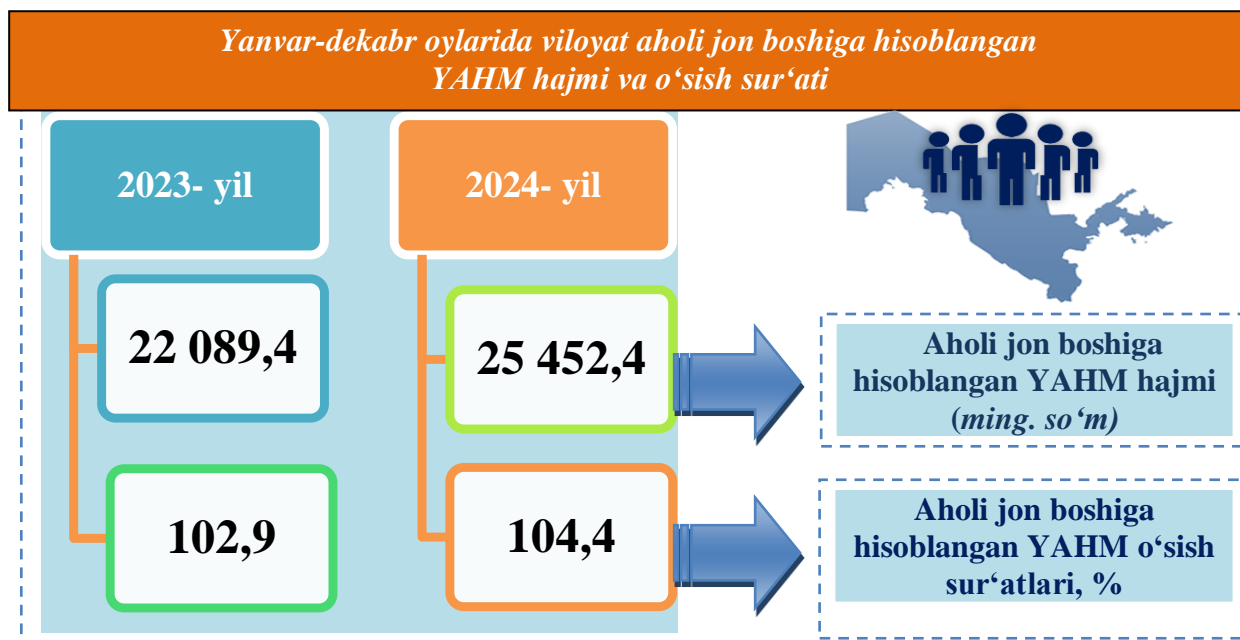 Yanvar-dekabr oylarida viloyat aholi jon boshiga hisoblangan
YAHM hajmi va o‘sish sur‘ati
2023- yil
2024- yil
22 089,4
25 452,4
Aholi jon boshiga
hisoblangan YAHM hajmi
(ming. so‘m)
102,9
104,4
Aholi jon boshiga
hisoblangan YAHM o‘sish
sur‘atlari, %